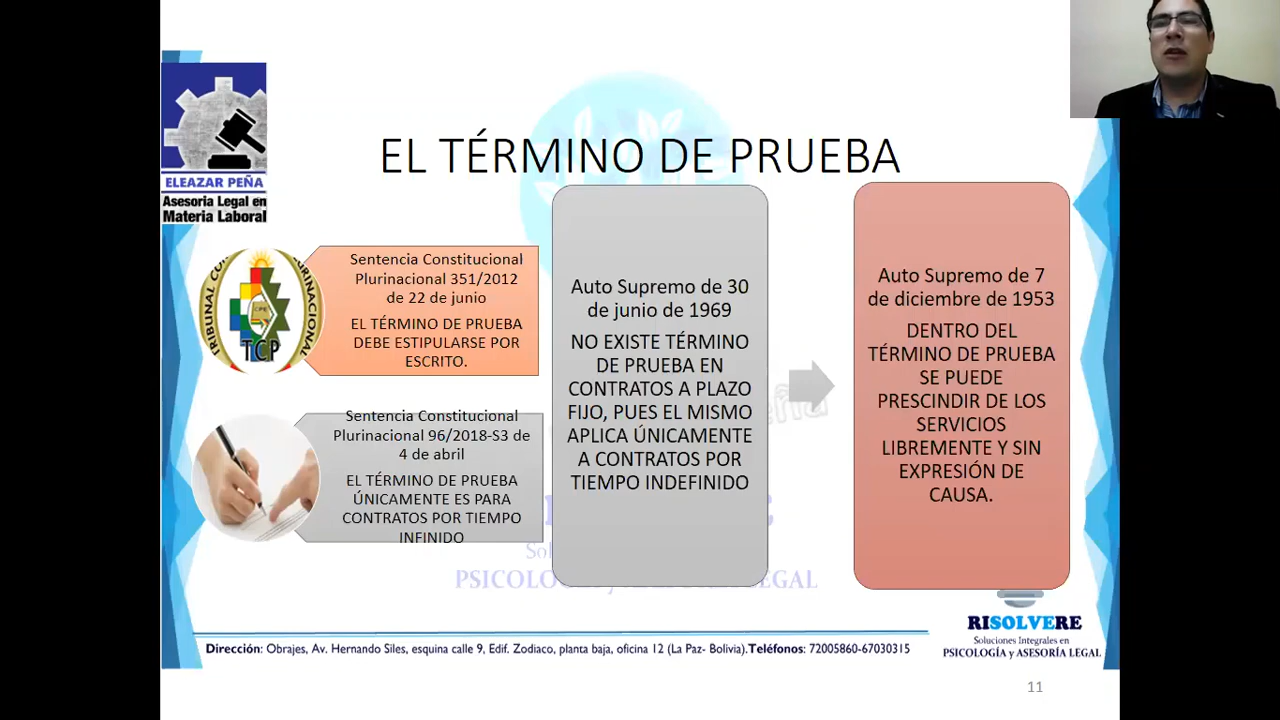 ELEAZAR PEÑA
Asesoria Legal en
Materia Laboral
EL TÉRMINO DE PRUEBA
TCP
Sentencia Constitucional
Plurinacional 351/2012
de 22 de junio
EL TÉRMINO DE PRUEBA
DEBE ESTIPULARSE POR
ESCRITO.
Sentencia Constitucional
Plurinacional 96/2018-S3 de
4 de abril
EL TÉRMINO DE PRUEBA
ÚNICAMENTE ES PARA
CONTRATOS POR TIEMPO
INFINIDO
Auto Supremo de 30
de junio de 1969
NO EXISTE TÉRMINO
DE PRUEBA EN
CONTRATOS A PLAZO
FIJO, PUES EL MISMO
APLICA ÚNICAMENTE
A CONTRATOS POR
TIEMPO INDEFINIDO
Auto Supremo de 7
de diciembre de 1953
DENTRO DEL
TÉRMINO DE PRUEBA
SE PUEDE
PRESCINDIR DE LOS
SERVICIOS
LIBREMENTE Y SIN
EXPRESIÓN DE
CAUSA.
PSICOLO y ASE LEGAL
Dirección: Obrajes, Av. Hernando Siles, esquina calle 9, Edif. Zodiaco, planta baja, oficina 12 (La Paz- Bolivia).Teléfonos: 72005860-67030315
RISOLVERE
Soluciones Integrales en
PSICOLOGÍA y ASESORÍA LEGAL
11